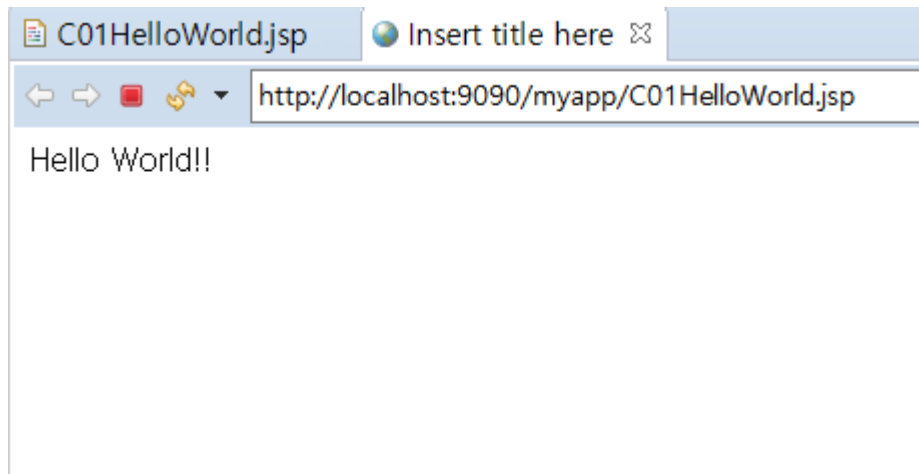 C01HelloWorld.jsp Insert title here
http://localhost:9090/myapp/C01HelloWorld.jsp
Hello World!!